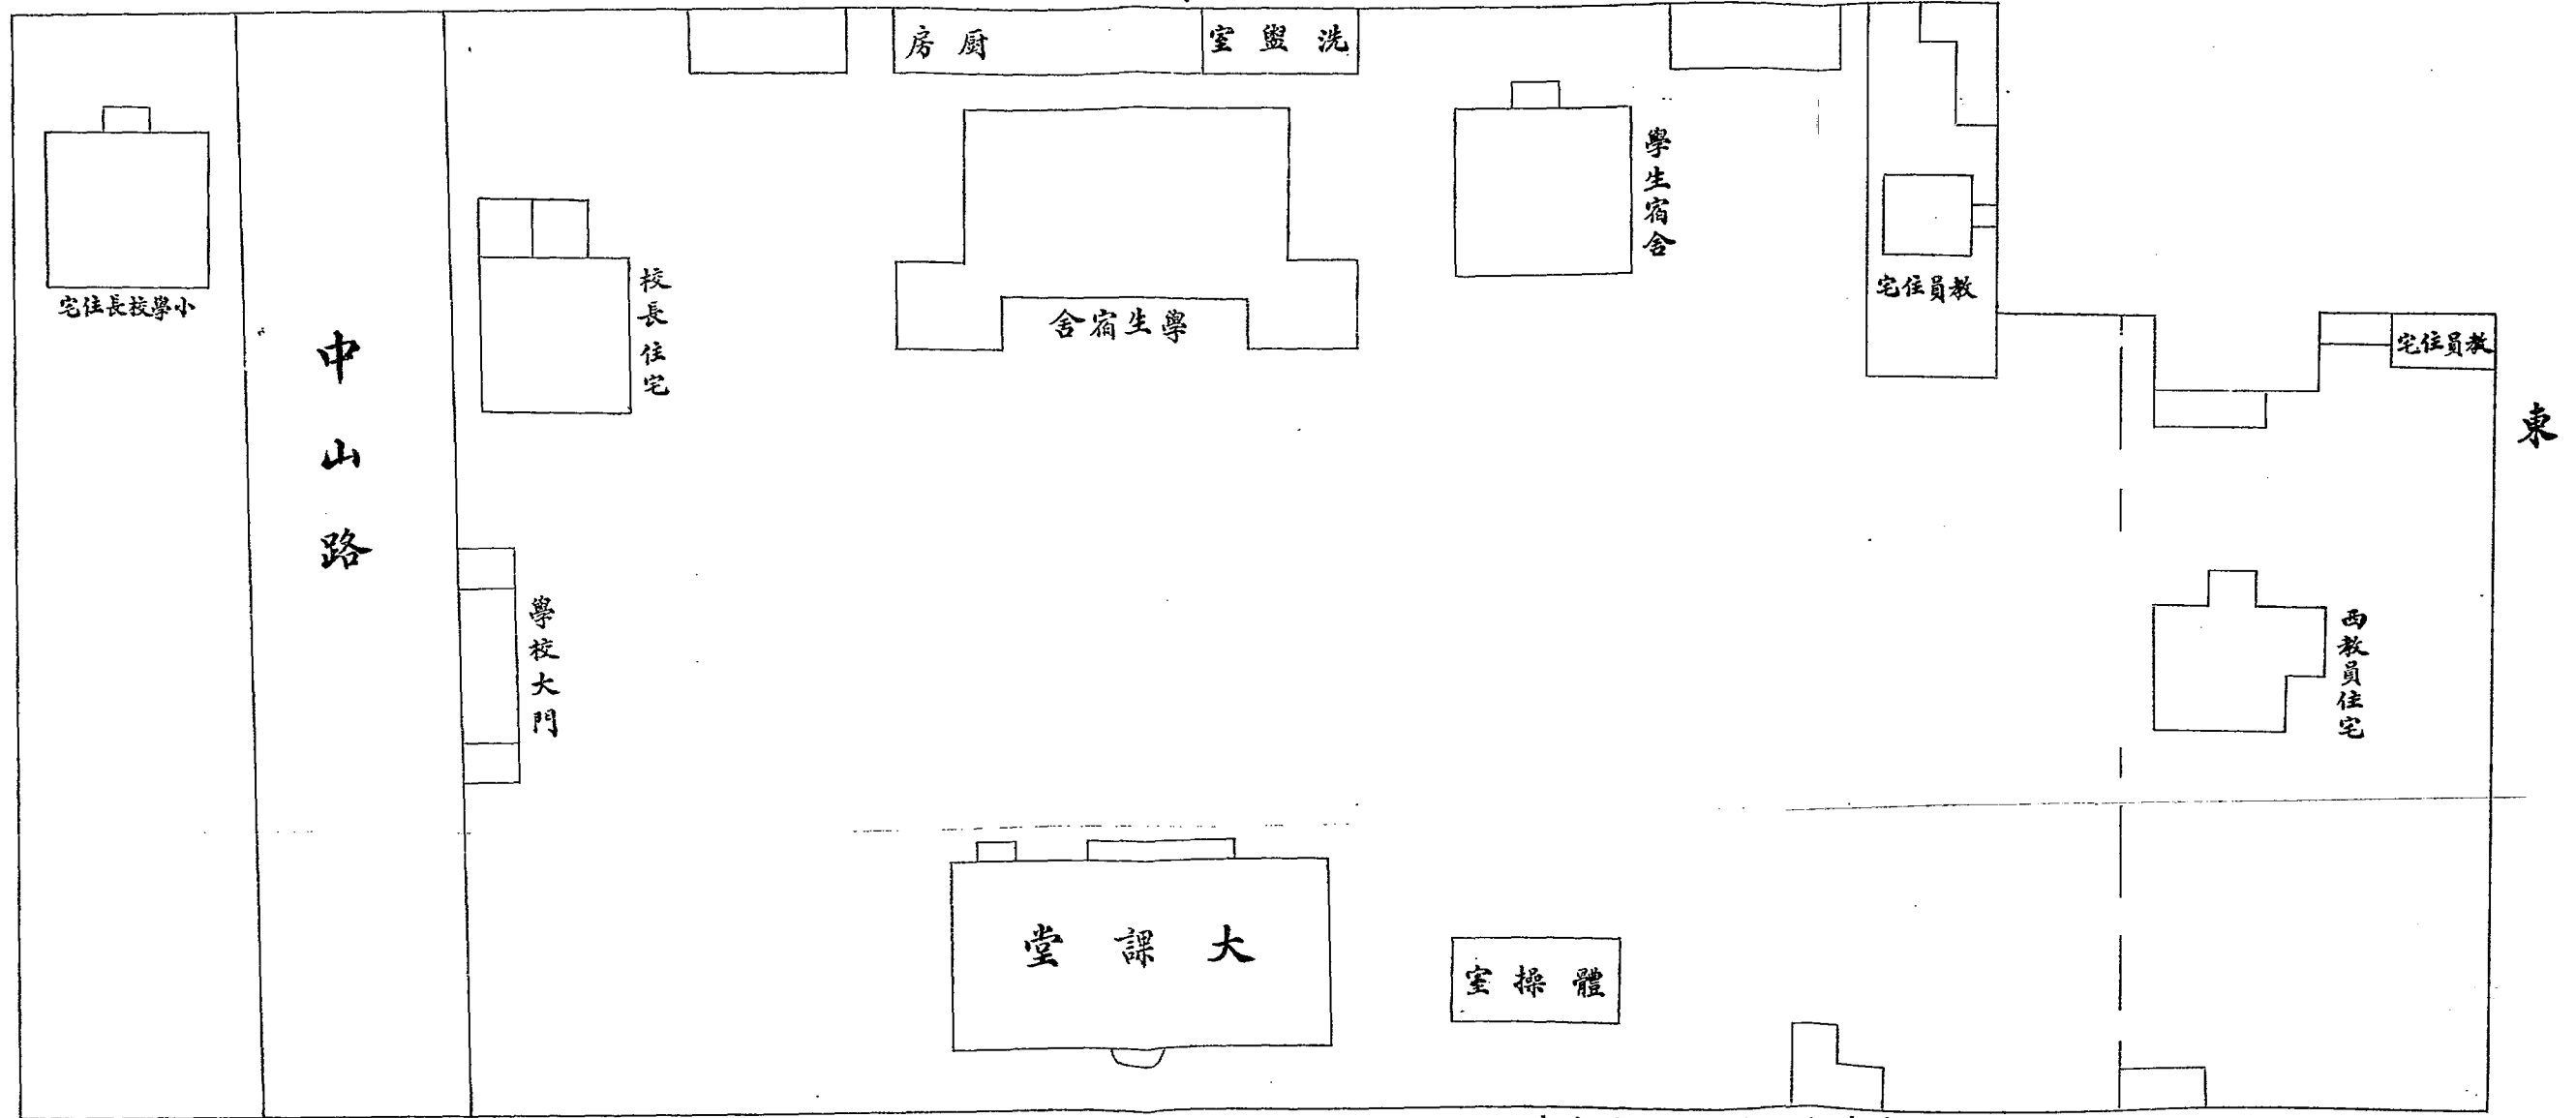 廚房
洗盥室
學生宿舍
學生宿舍
教員住宅
教員住宅
東
小學校長住宅
中山路
校長住宅
學校大門
西教員住宅
大課堂
體操室